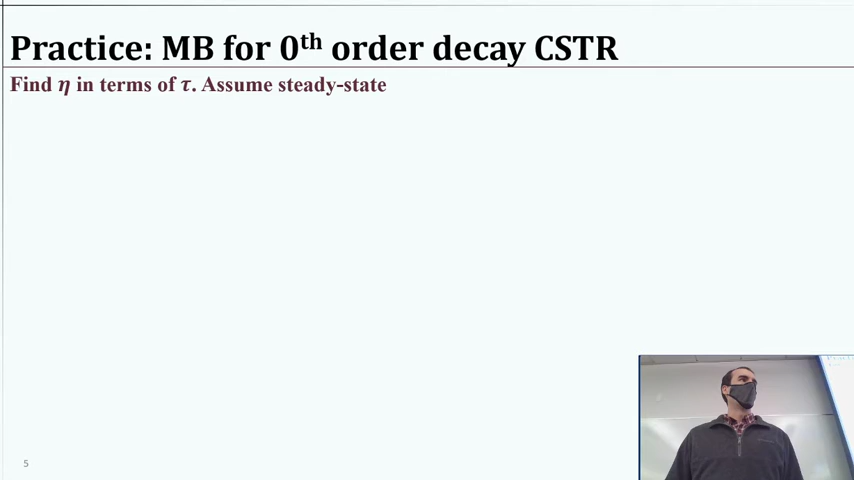 Practice: MB for 0th order decay CSTR
Find η in terms of τ. Assume steady-state
5